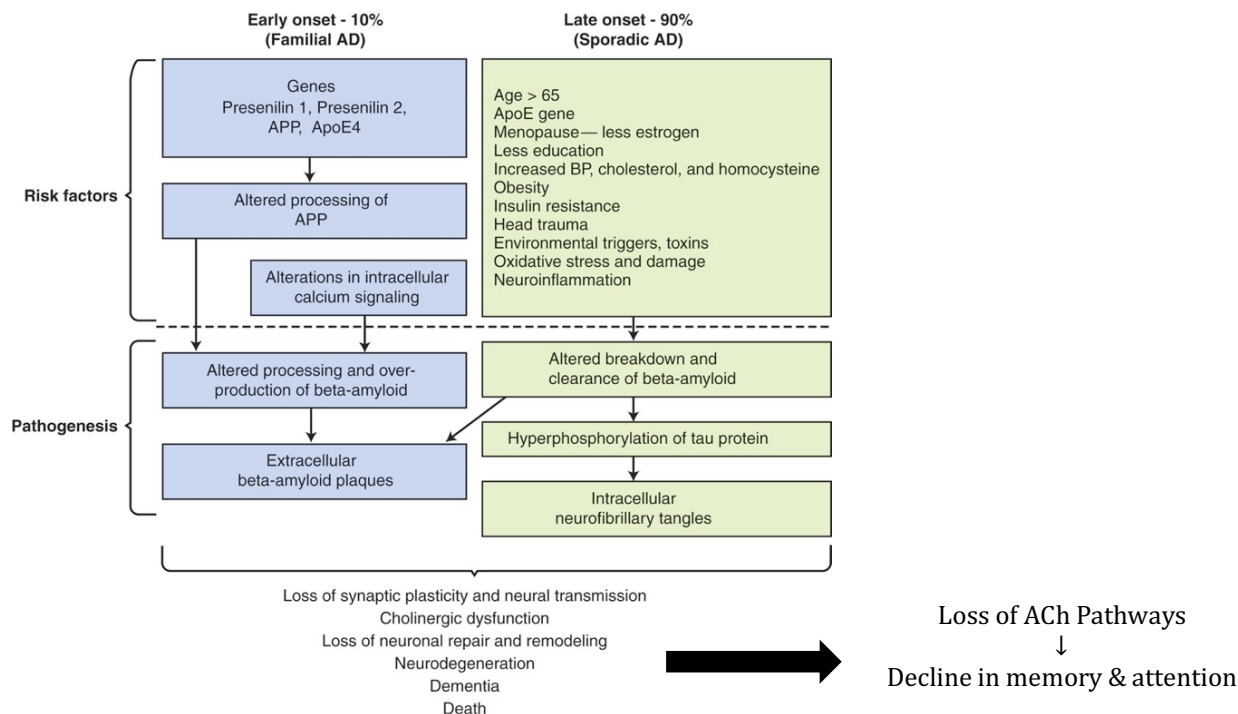 Early onset - 10%
(Familial AD)
Late onset - 90%
(Sporadic AD)
Risk factors
Genes
Presenilin 1, Presenilin 2,
APP, ApoE4
Altered processing of
APP
Alterations in intracellular
calcium signaling
Age > 65
ApoE gene
Menopause— less estrogen
Less education
Increased BP, cholesterol, and homocysteine
Obesity
Insulin resistance
Head trauma
Environmental triggers, toxins
Oxidative stress and damage
Neuroinflammation
Pathogenesis
Altered processing and over-
production of beta-amyloid
Extracellular
beta-amyloid plaques
Altered breakdown and
clearance of beta-amyloid
Hyperphosphorylation of tau protein
Intracellular
neurofibrillary tangles
Loss of synaptic plasticity and neural transmission
Cholinergic dysfunction
Loss of neuronal repair and remodeling
Neurodegeneration
Dementia
Death
Loss of ACh Pathways
↓
Decline in memory & attention